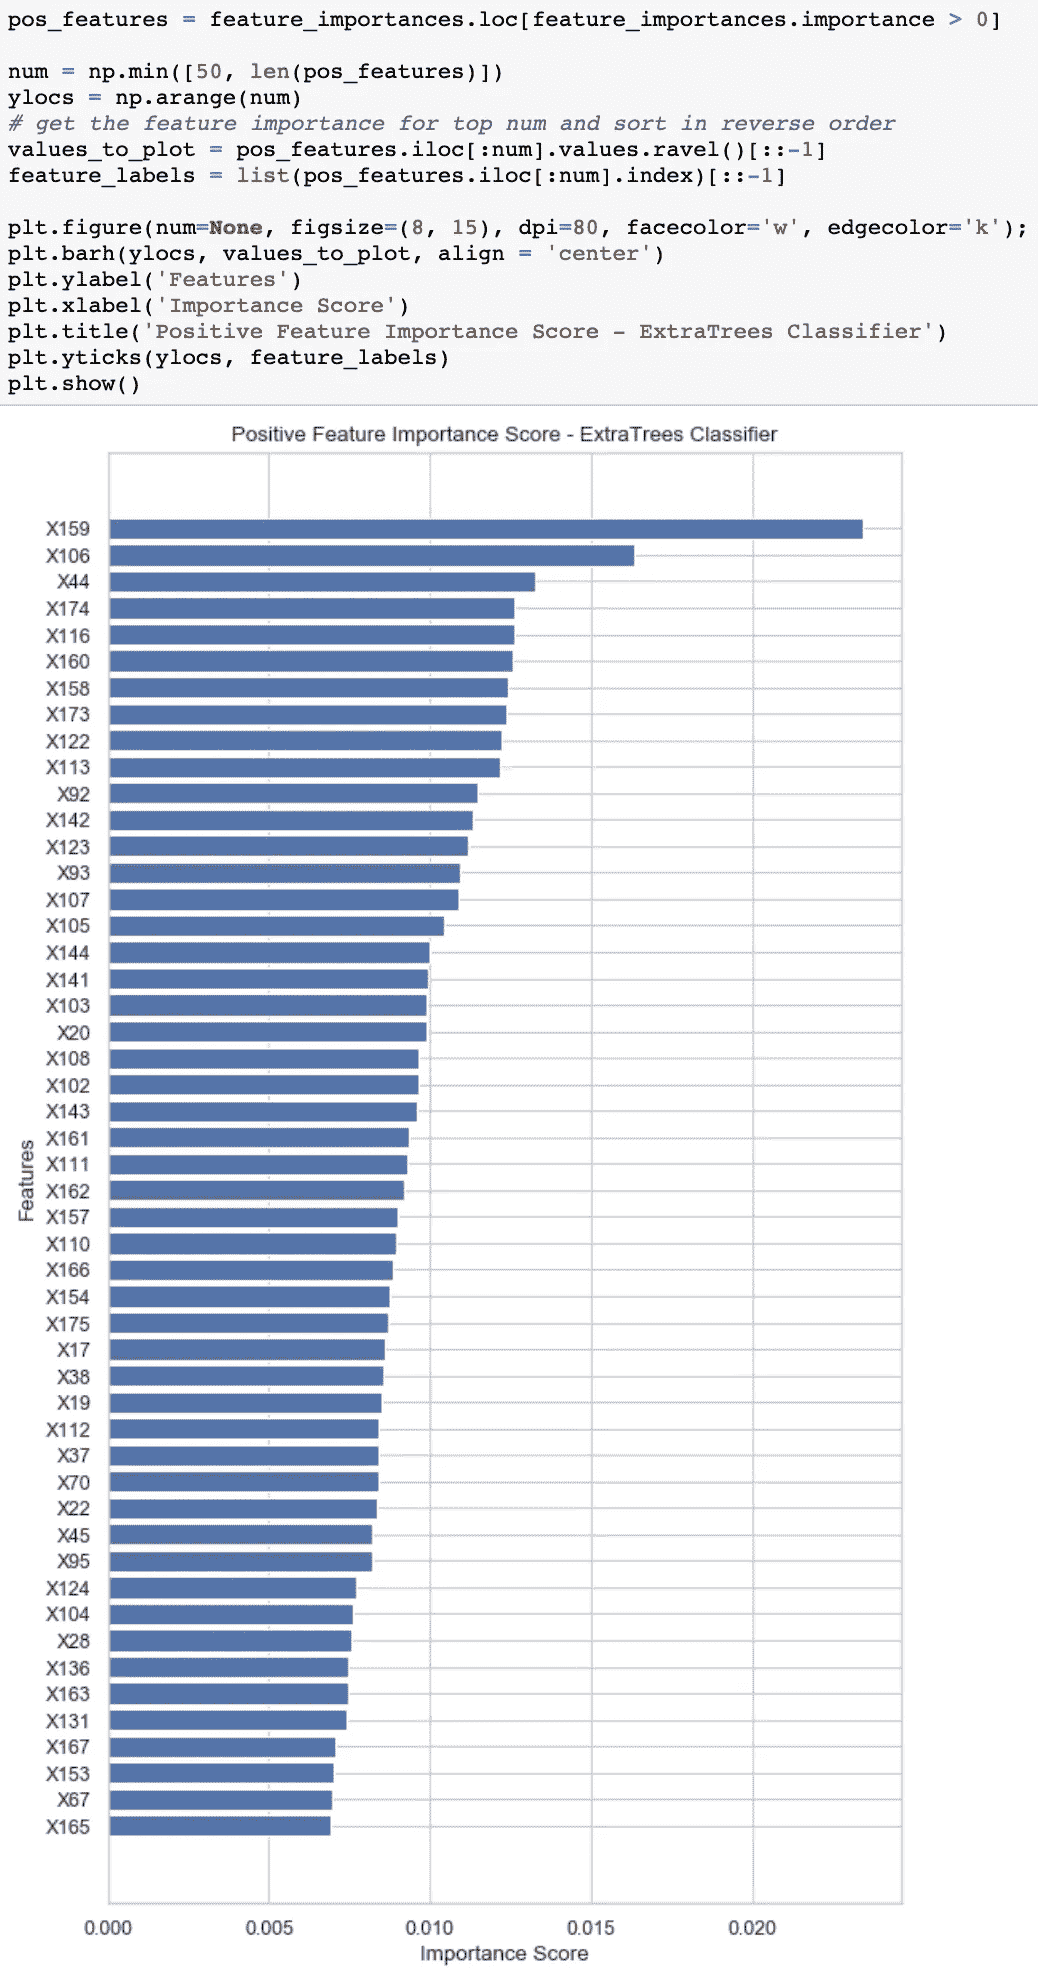 pos_features = feature_importances.loc[feature_importances.importance > 0]
num = np.min([50, len(pos_features)])
ylocs = np.arange(num)
# get the feature importance for top num and sort in reverse order
values_to_plot = pos_features.iloc[:num].values.ravel()[::-1]
feature_labels = list(pos_features.iloc[:num].index)[::-1]
plt.figure(num=None, figsize=(8, 15), dpi=80, facecolor='w', edgecolor='k');
plt.barh(ylocs, values_to_plot, align = 'center')
plt.ylabel('Features')
plt.xlabel('Importance Score')
plt.title('Positive Feature Importance Score - ExtraTrees Classifier')
plt.yticks(ylocs, feature_labels)
plt.show()
Positive Feature Importance Score - ExtraTrees Classifier
X159
X106
X44
X174
X116
X160
X158
X173
X122
X113
X92
X142
X123
X93
X107
X105
X144
X141
X103
X20
X108
X102
X143
X161
X111
X162
X157
X110
X166
X154
X175
X17
X38
X19
X112
X37
X70
X22
X45
X95
X124
X104
X28
X136
X163
X131
X167
X153
X67
X165
Features
0.000 0.005 0.010 0.015 0.020
Importance Score